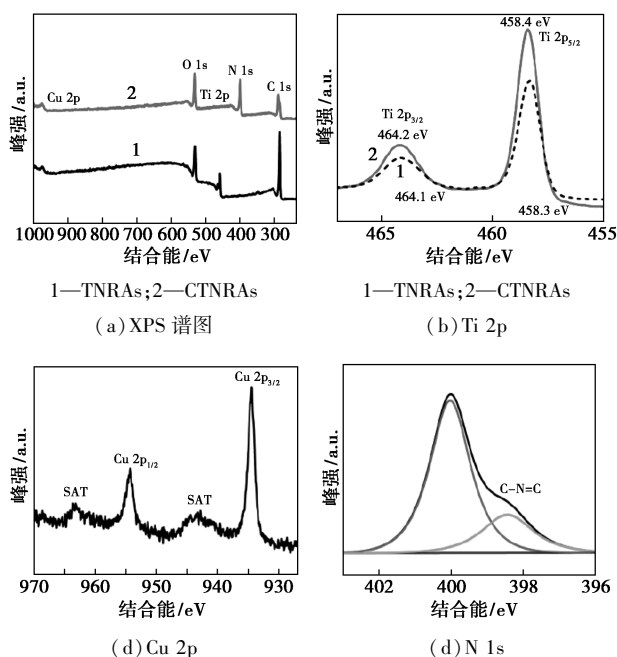 峰强/a.u.
O 1s
N 1s
C 1s
Cu 2p
Ti 2p
2
1
1000 900 800 700 600 500 400 300
结合能/eV
1—TNRAs;2—CTNRAs
(a)XPS 谱图
峰强/a.u.
458.4 eV
Ti 2p5/2
Ti 2p3/2
464.2 eV
2
1
464.1 eV
458.3 eV
465 460 455
结合能/eV
1—TNRAs;2—CTNRAs
(b)Ti 2p
峰强/a.u.
Cu 2p3/2
Cu 2p1/2
SAT
SAT
970 960 950 940 930
结合能/eV
(d)Cu 2p
峰强/a.u.
C-N=C
402 400 398 396
结合能/eV
(d)N 1s